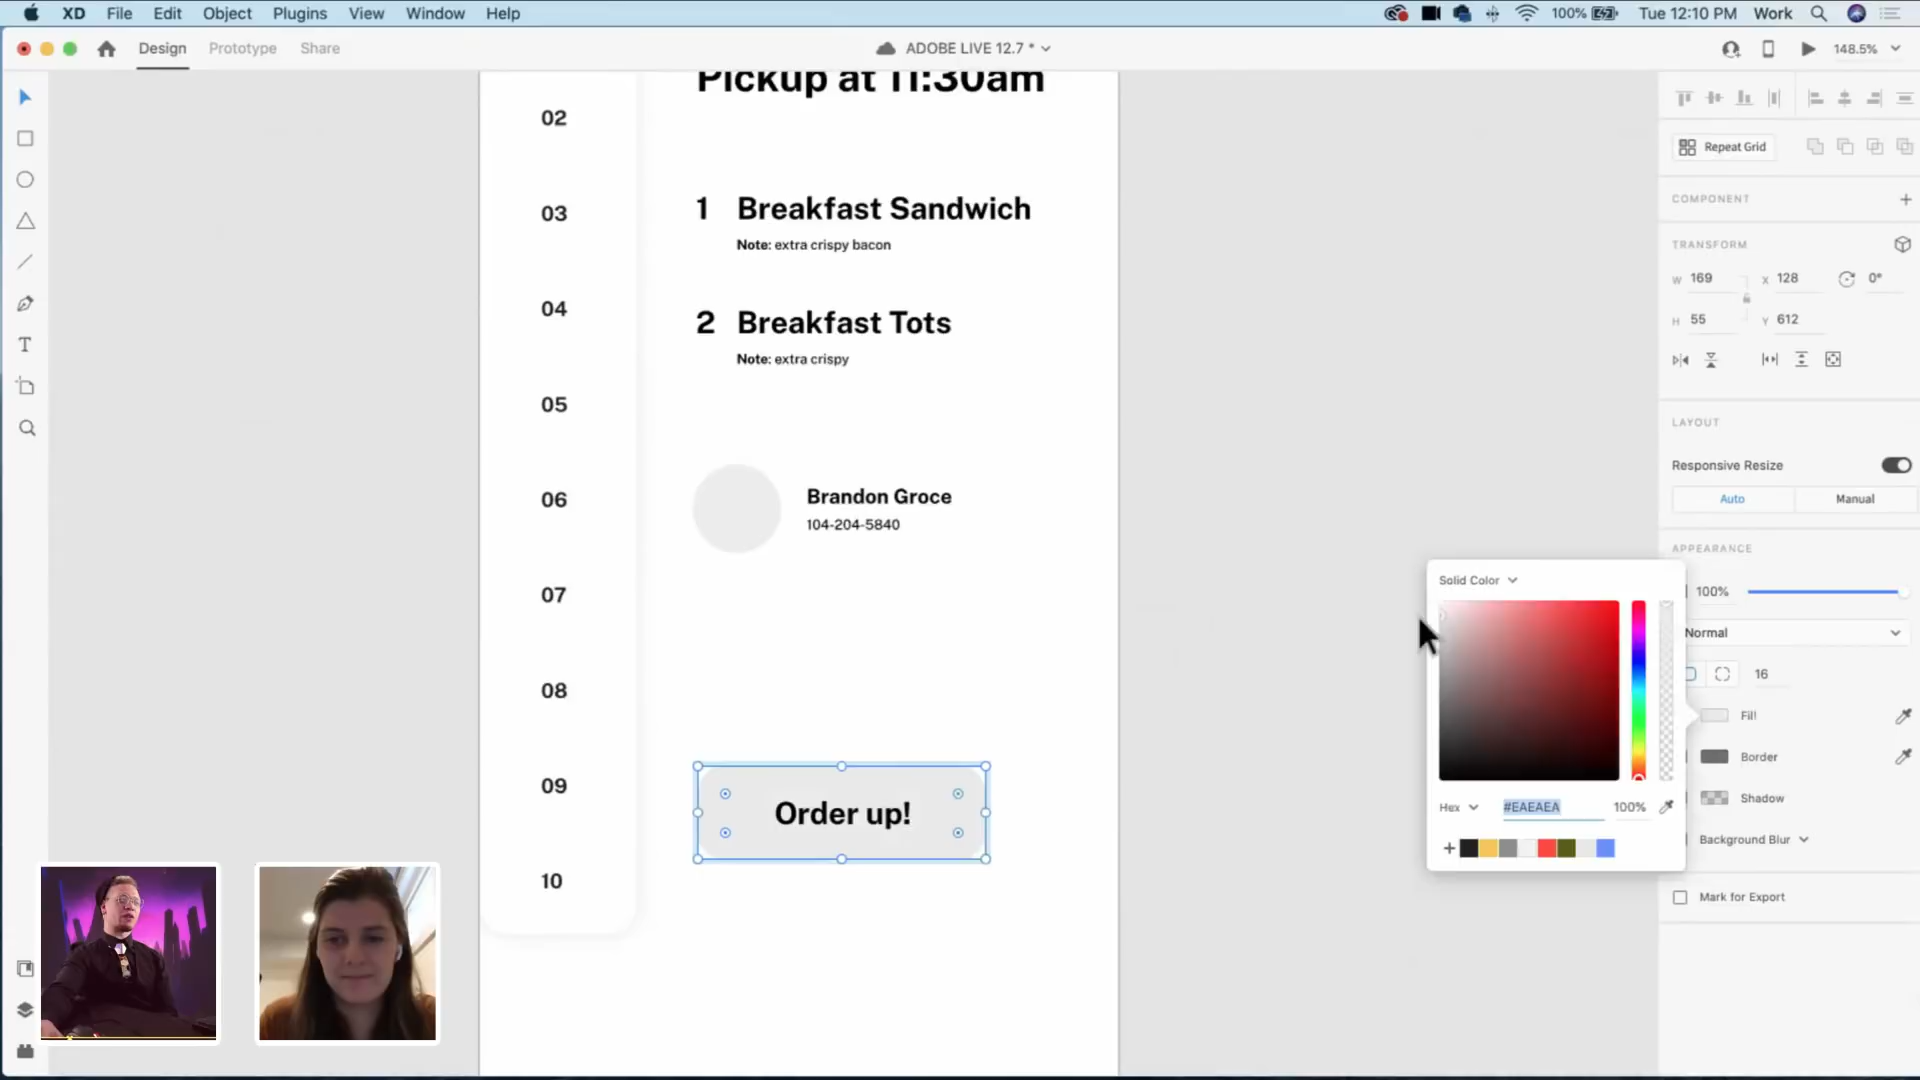 XD File Edit Object Plugins View Window Help
100% Tue 12:10 PM Work
Design Prototype Share
ADOBE LIVE 12.7 *
148.5%
Pickup at 11:30am
02
03
04
05
06
07
08
09
10
1 Breakfast Sandwich
Note: extra crispy bacon
2 Breakfast Tots
Note: extra crispy
Brandon Groce
104-204-5840
Order up!
Repeat Grid
COMPONENT
TRANSFORM
W 169 X 128 0°
H 55 Y 612
LAYOUT
Responsive Resize
Auto Manual
APPEARANCE
100%
Normal
16
Fill
Border
Shadow
Background Blur
Mark for Export
Solid Color
Hex #EAEAEA 100%